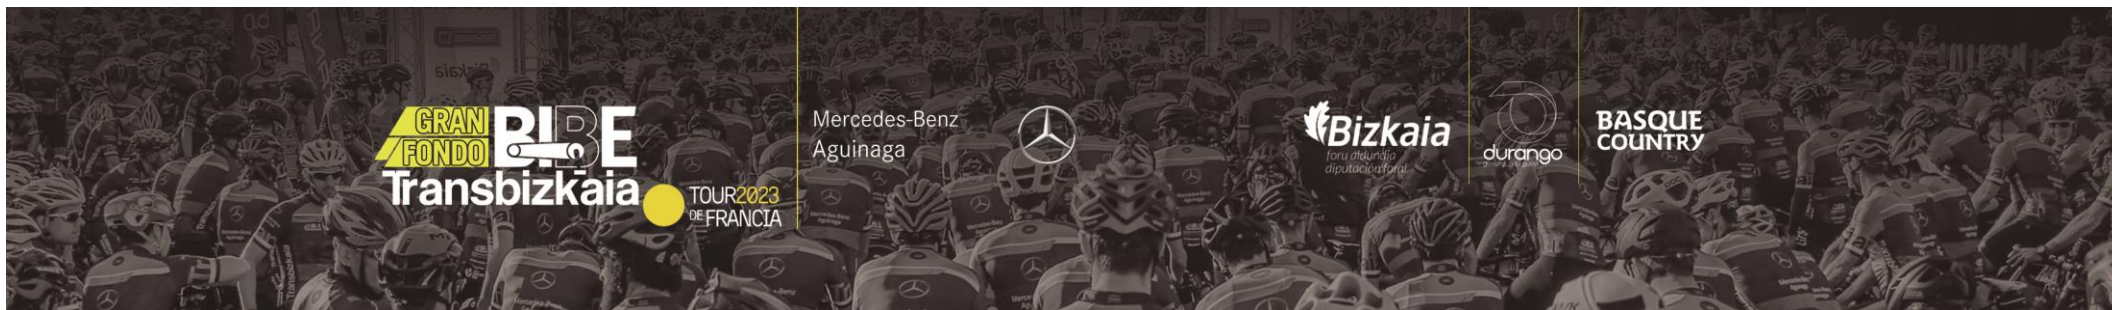 GRAN
FONDO
BIBE
Transbizkaia
TOUR2023
DE FRANCIA
Mercedes-Benz
Aguinaga
Bizkaia
foru aldundia
diputación foral
durango
BASQUE
COUNTRY